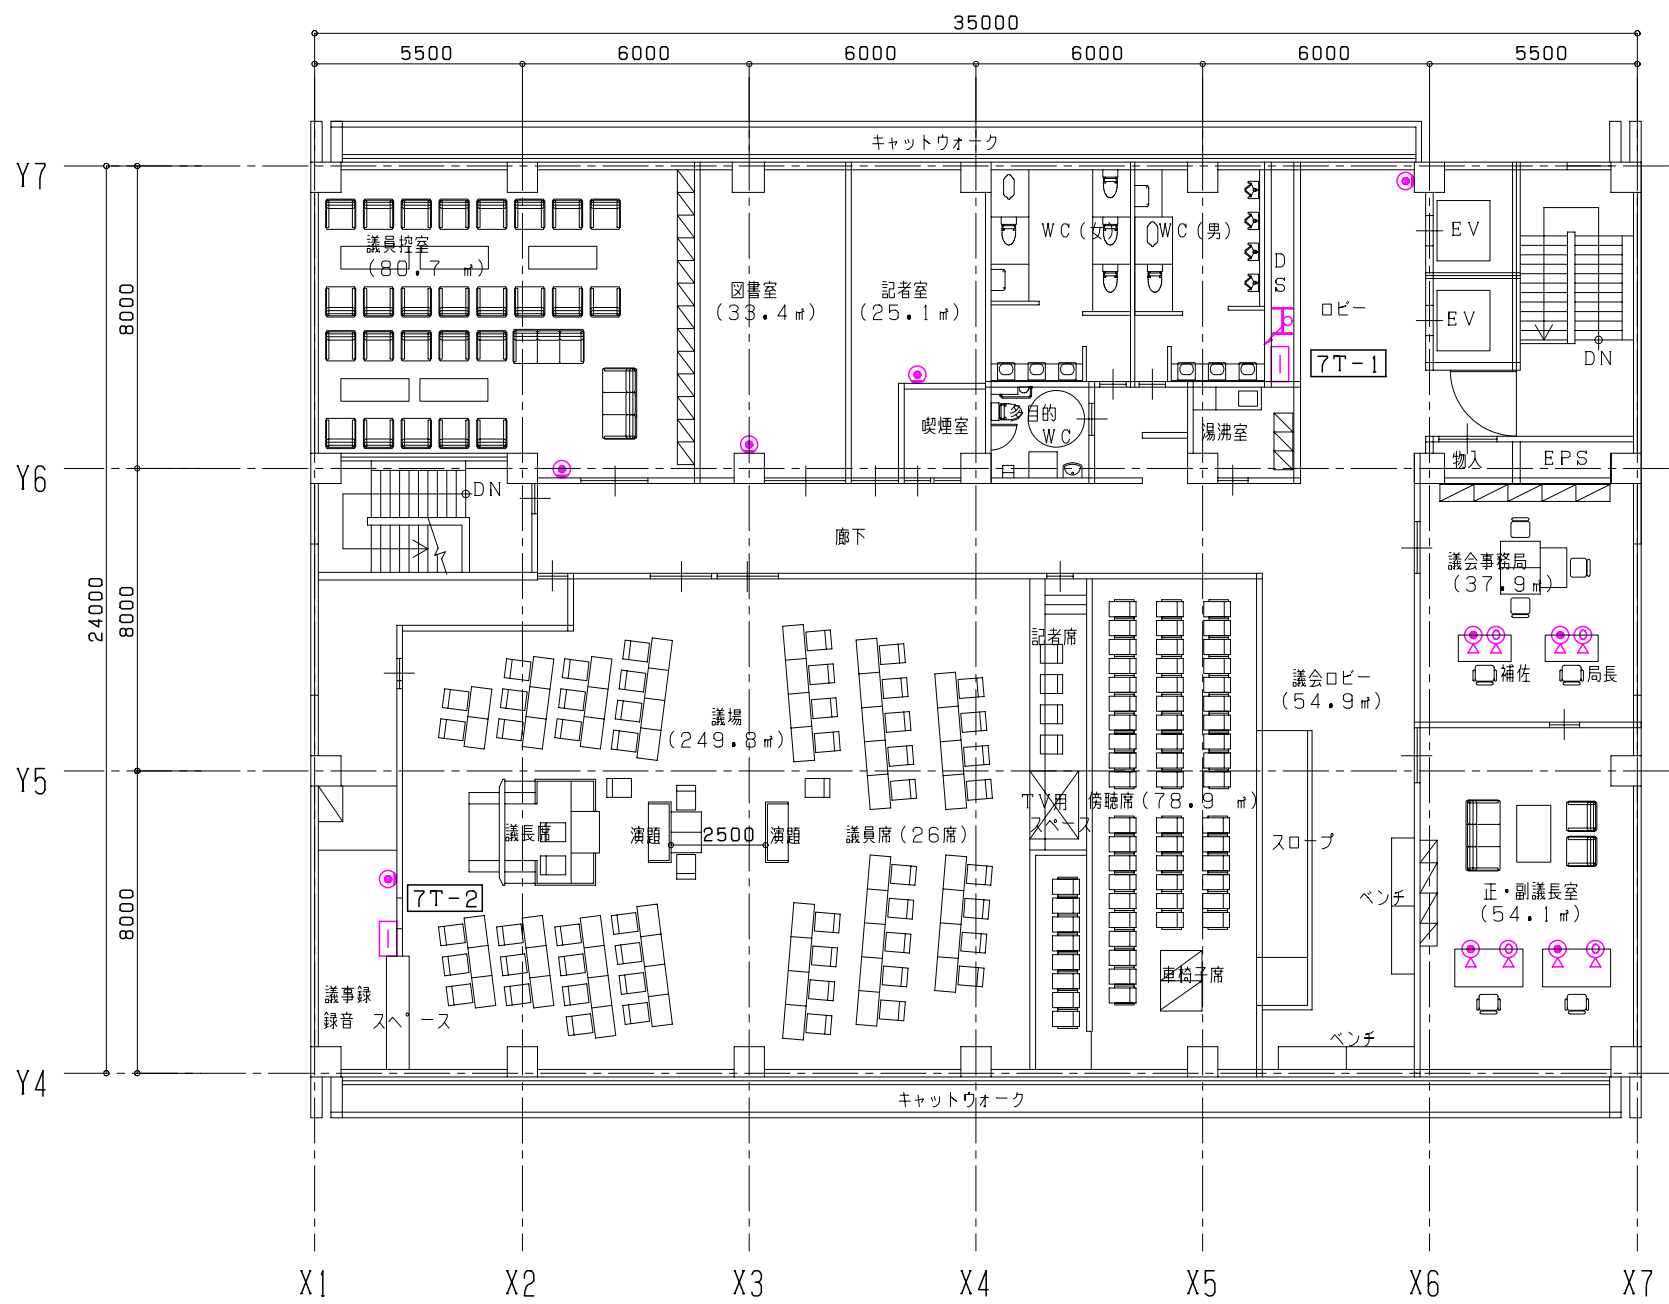 35000
5500
6000
6000
6000
6000
5500
キャットウォーク
Y7
議員控室
(80.7 ㎡)
WC(女)
WC(男)
EV
DS
図書室
(33.4㎡)
記者室
(25.1㎡)
ロビー
EV
8000
7T-1
DN
喫煙室
多目的
WC
湯沸室
物入
EPS
Y6
DN
廊下
議会事務局
(37.9㎡)
24000
8000
記者席
補佐
局長
議会ロビー
(54.9㎡)
議場
(249.8㎡)
Y5
TV用
スペース
傍聴席(78.9 ㎡)
議長席
演題
2500
演題
議員席(26席)
スロープ
7T-2
ベンチ
正・副議長室
(54.1㎡)
8000
車椅子席
議事録
録音 スペース
ベンチ
Y4
キャットウォーク
X1
X2
X3
X4
X5
X6
X7